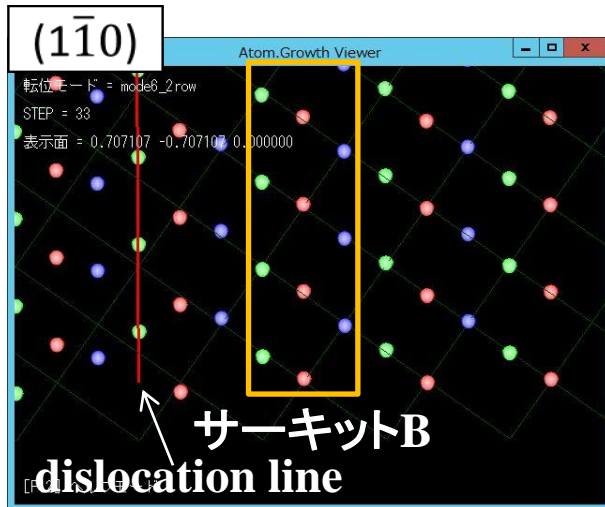 (11̄0)
Atom.Growth Viewer
転位モード = mode6_2row
STEP = 33
表示面 = 0.707107 -0.707107 0.000000
サーキットB
dislocation line